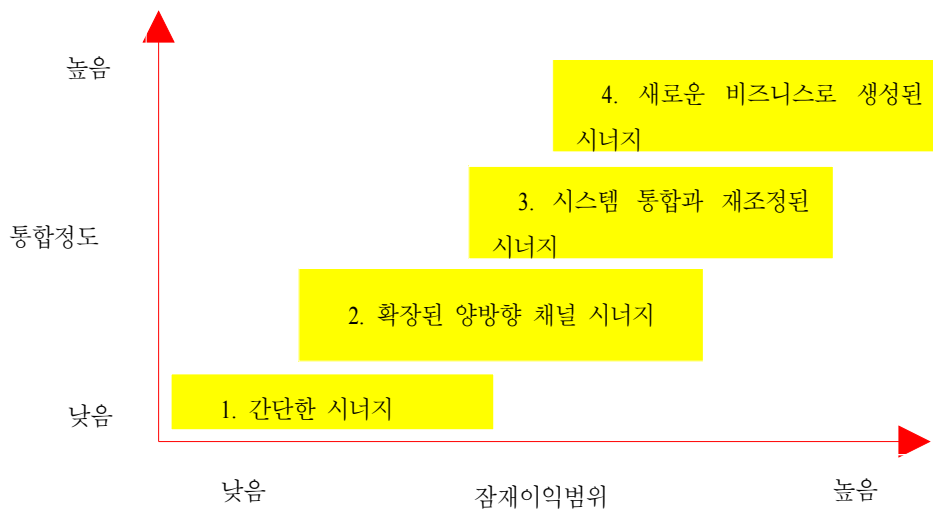 높음
4. 새로운 비즈니스로 생성된
시너지
3. 시스템 통합과 재조정된
시너지
통합정도
2. 확장된 양방향 채널 시너지
낮음
1. 간단한 시너지
낮음
잠재이익범위
높음